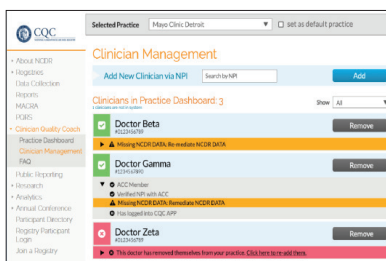 Selected Practice
Mayo Clinic Detroit
set as default practice
CQC
About NCDR
Registries
Data Collection
Reports
MACRA
PQRS
Clinician Quality Coach
Practice Dashboard
Clinician Management
FAQ
Public Reporting
Research
Analytics
Annual Conference
Participant Directory
Registry Participant
Login
Join a Registry
Clinician Management
Add New Clinician via NPI
Search by NPI
Add
Clinicians in Practice Dashboard: 3
Show
All
Doctor Beta
#0123456789
Remove
Missing NCDR DATA: Re-mediate NCDR DATA
Doctor Gamma
Remove
ACC Member
Verified NPI with ACC
Missing NCDR DATA: Remediate NCDR DATA
Has logged into CQC APP
Doctor Zeta
Remove
This doctor has removed themselves from your practice. Click here to re-add them.